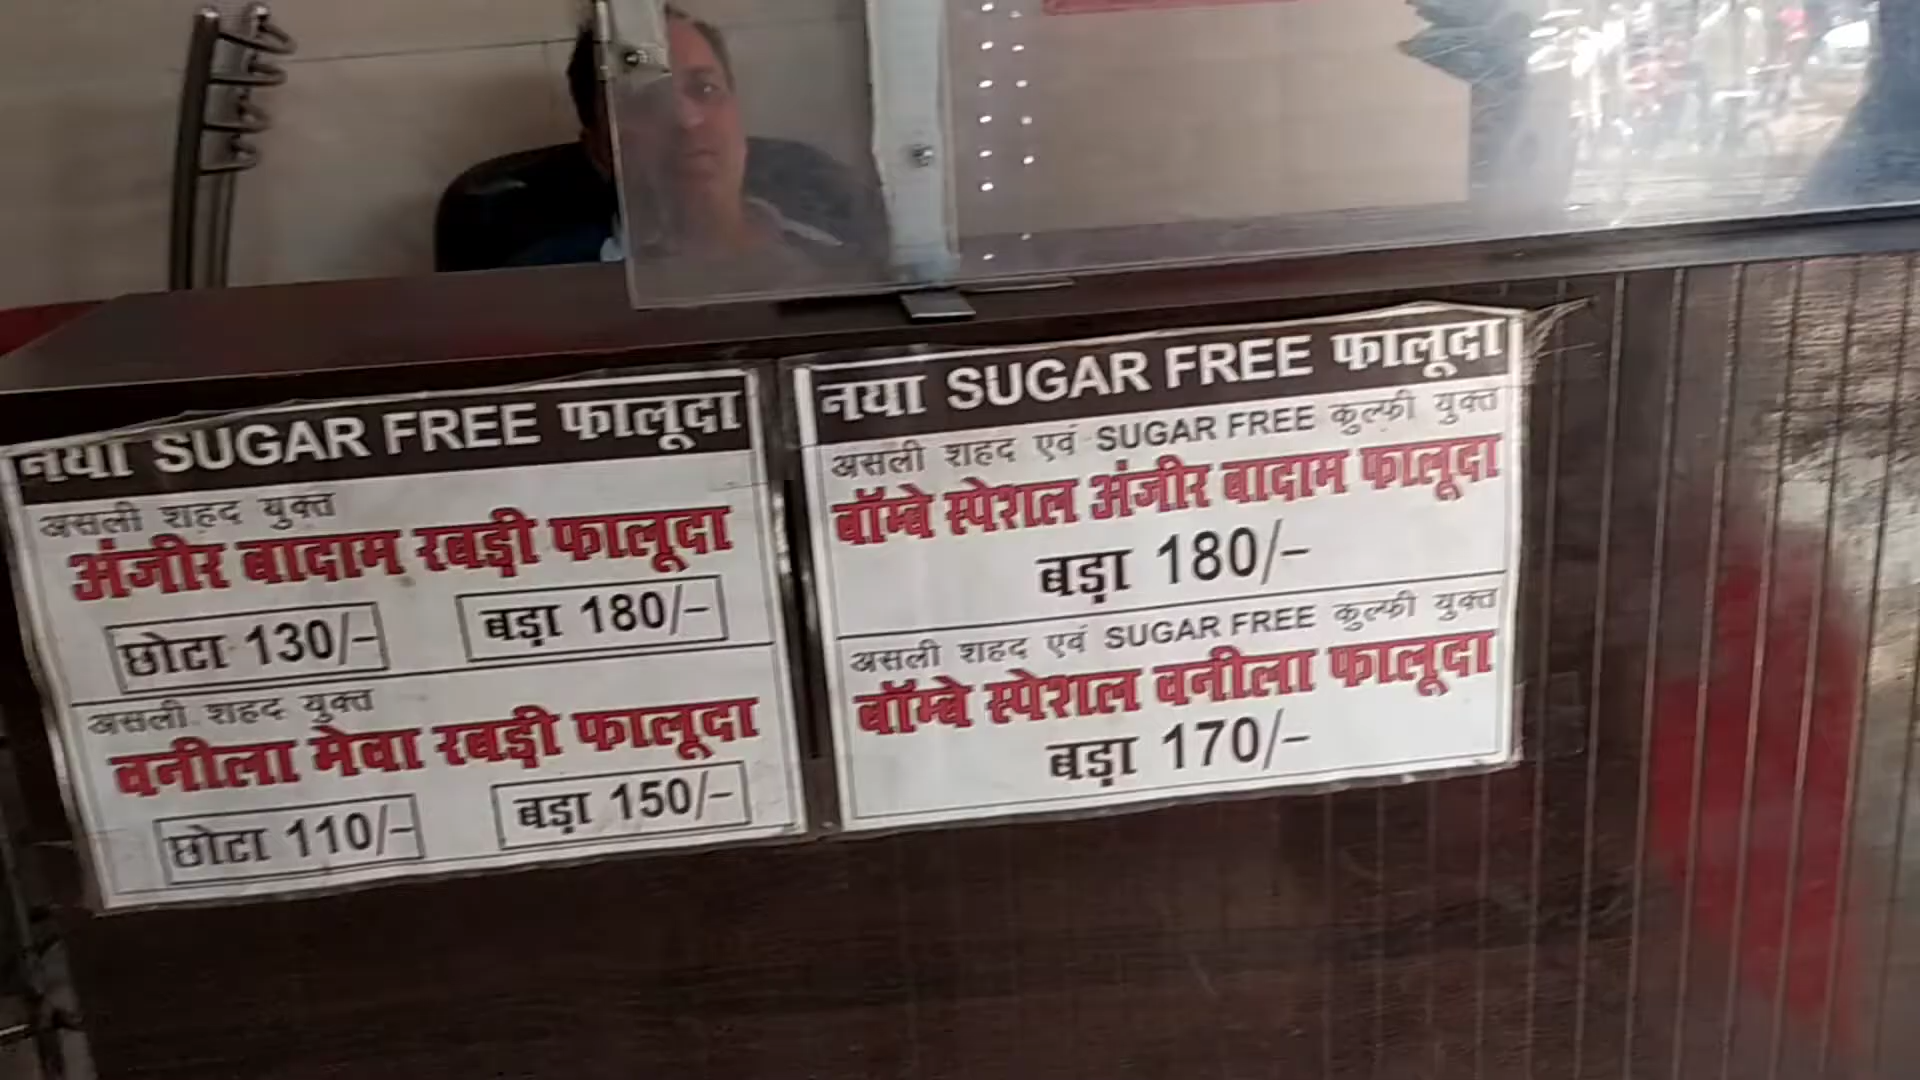 नया SUGAR FREE फालूदा
असली शहद युक्त
अंजीर बादाम रबड़ी फालूदा
छोटा 130/-
बड़ा 180/-
असली शहद युक्त
वनीला मेवा रबड़ी फालूदा
छोटा 110/-
बड़ा 150/-
नया SUGAR FREE फालूदा
असली शहद एवं SUGAR FREE कुल्फी युक्त
बॉम्बे स्पेशल अंजीर बादाम फालूदा
बड़ा 180/-
असली शहद एवं SUGAR FREE कुल्फी युक्त
बॉम्बे स्पेशल वनीला फालूदा
बड़ा 170/-